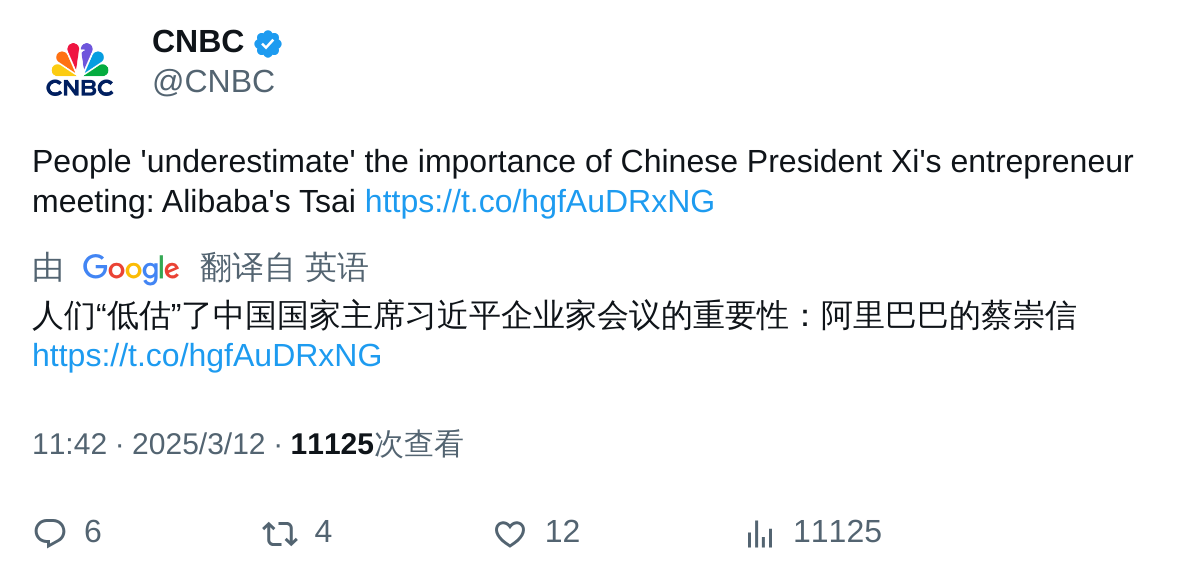 CNBC
CNBC
@CNBC
People 'underestimate' the importance of Chinese President Xi's entrepreneur
meeting: Alibaba's Tsai https://t.co/hgfAuDRxNG
由 Google 翻译自 英语
人们“低估”了中国国家主席习近平企业家会议的重要性：阿里巴巴的蔡崇信
https://t.co/hgfAuDRxNG
11:42 · 2025/3/12 · 11125次查看
6 4 12 11125